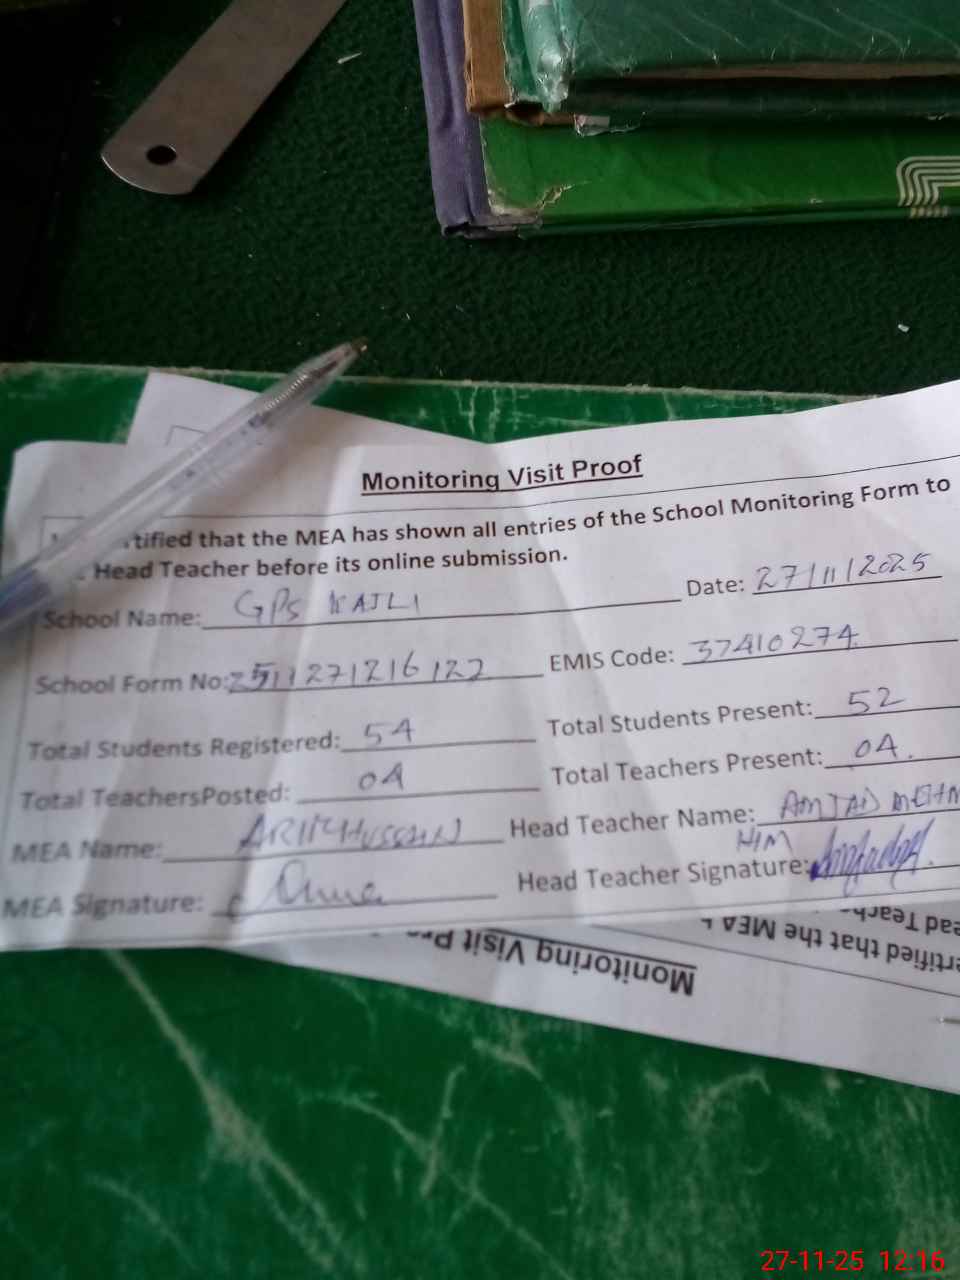 Monitoring Visit Proof
tified that the MEA has shown all entries of the School Monitoring Form to
Head Teacher before its online submission.
School Name: GPS KAJLI Date: 27/11/2025
School Form No: 2511271216122 EMIS Code: 37410274
Total Students Registered: 54 Total Students Present: 52
Total TeachersPosted: 04 Total Teachers Present: 04.
MEA Name: HUSSAIN Head Teacher Name: AMJAD MEHM
MEA Signature: Head Teacher Signature:
Monitoring Visit Pr
ertified that the MEA
ead Teach
27-11-25 12:16